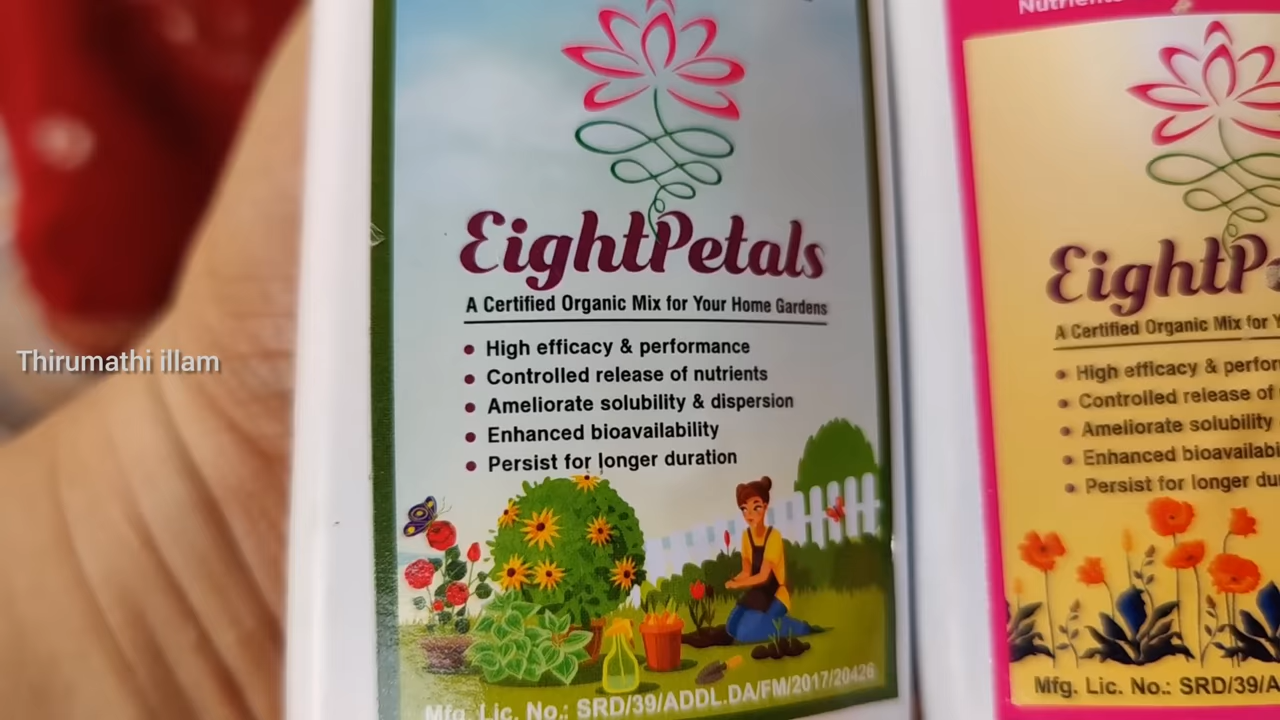 Nutrients
EightPetals
A Certified Organic Mix for Your Home Gardens
High efficacy & performance
Controlled release of nutrients
Ameliorate solubility & dispersion
Enhanced bioavailability
Persist for longer duration
Mfg. Lic. No.: SRD/39/ADDL.DA/FM/2017/20426
EightP
A Certified Organic Mix for
High efficacy &
Controlled release of
Ameliorate solubility
Enhanced
Persist for longer
Mfg. Lic. No.: SRD/39/A
Thirumathi illam